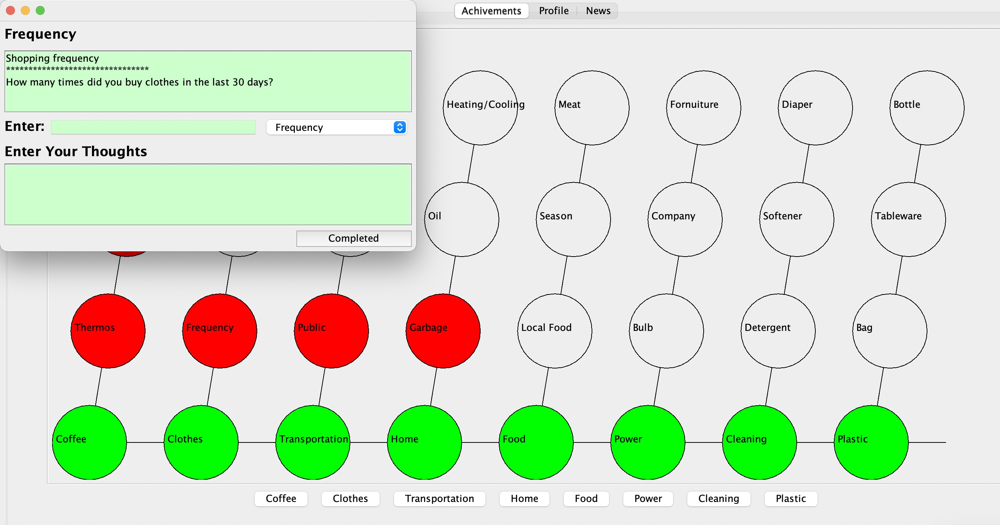 Achivements Profile News
Frequency
Shopping frequency
********************************
How many times did you buy clothes in the last 30 days?
Enter:
Frequency
Enter Your Thoughts
Completed
Heating/Cooling Meat Fornuiture Diaper Bottle
Oil Season Company Softener Tableware
Thermos Frequency Public Garbage Local Food Bulb Detergent Bag
Coffee Clothes Transportation Home Food Power Cleaning Plastic
Coffee Clothes Transportation Home Food Power Cleaning Plastic